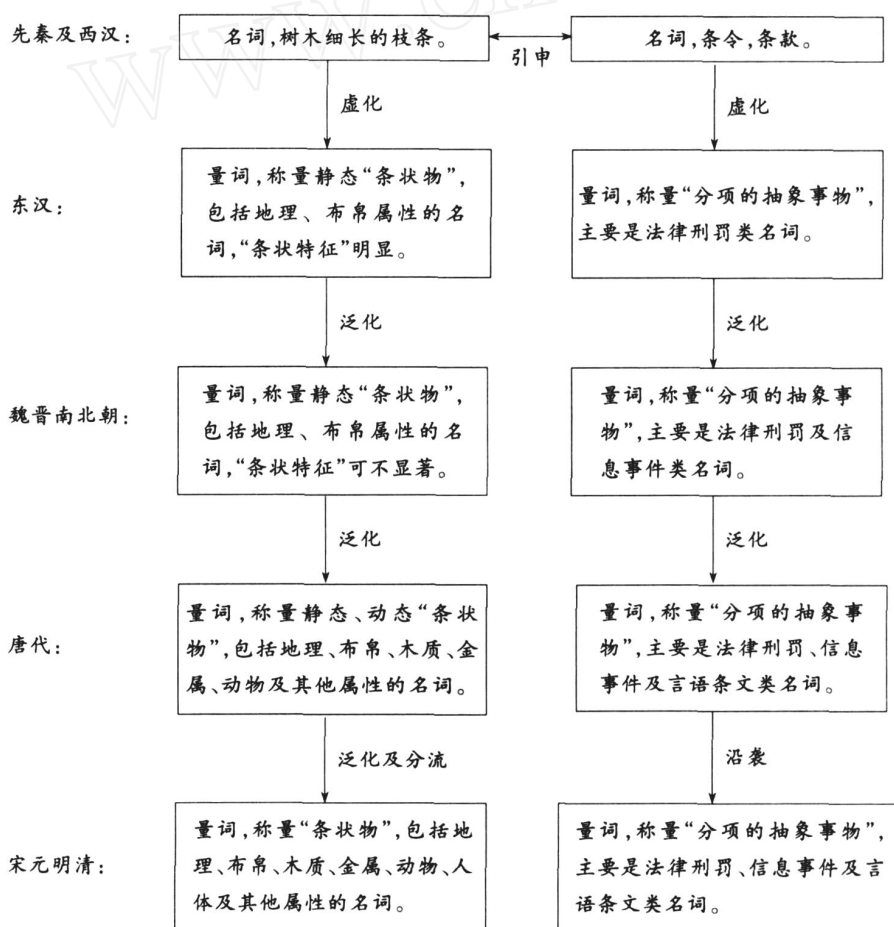 先秦及西汉：
名词，树木细长的枝条。
引申
名词，条令，条款。
虚化
虚化
东汉：
量词，称量静态“条状物”，
包括地理、布帛属性的名
词，“条状特征”明显。
量词，称量“分项的抽象事物”，
主要是法律刑罚类名词。
泛化
泛化
魏晋南北朝：
量词，称量静态“条状物”，
包括地理、布帛属性的名
词，“条状特征”可不显著。
量词，称量“分项的抽象事
物”，主要是法律刑罚及信
息事件类名词。
泛化
泛化
唐代：
量词，称量静态、动态“条状
物”，包括地理、布帛、木质、金
属、动物及其他属性的名词。
量词，称量“分项的抽象事
物”，主要是法律刑罚、信息
事件及言语条文类名词。
泛化及分流
沿袭
宋元明清：
量词，称量“条状物”，包括地
理、布帛、木质、金属、动物、人
体及其他属性的名词。
量词，称量“分项的抽象事物”，
主要是法律刑罚、信息事件及言
语条文类名词。